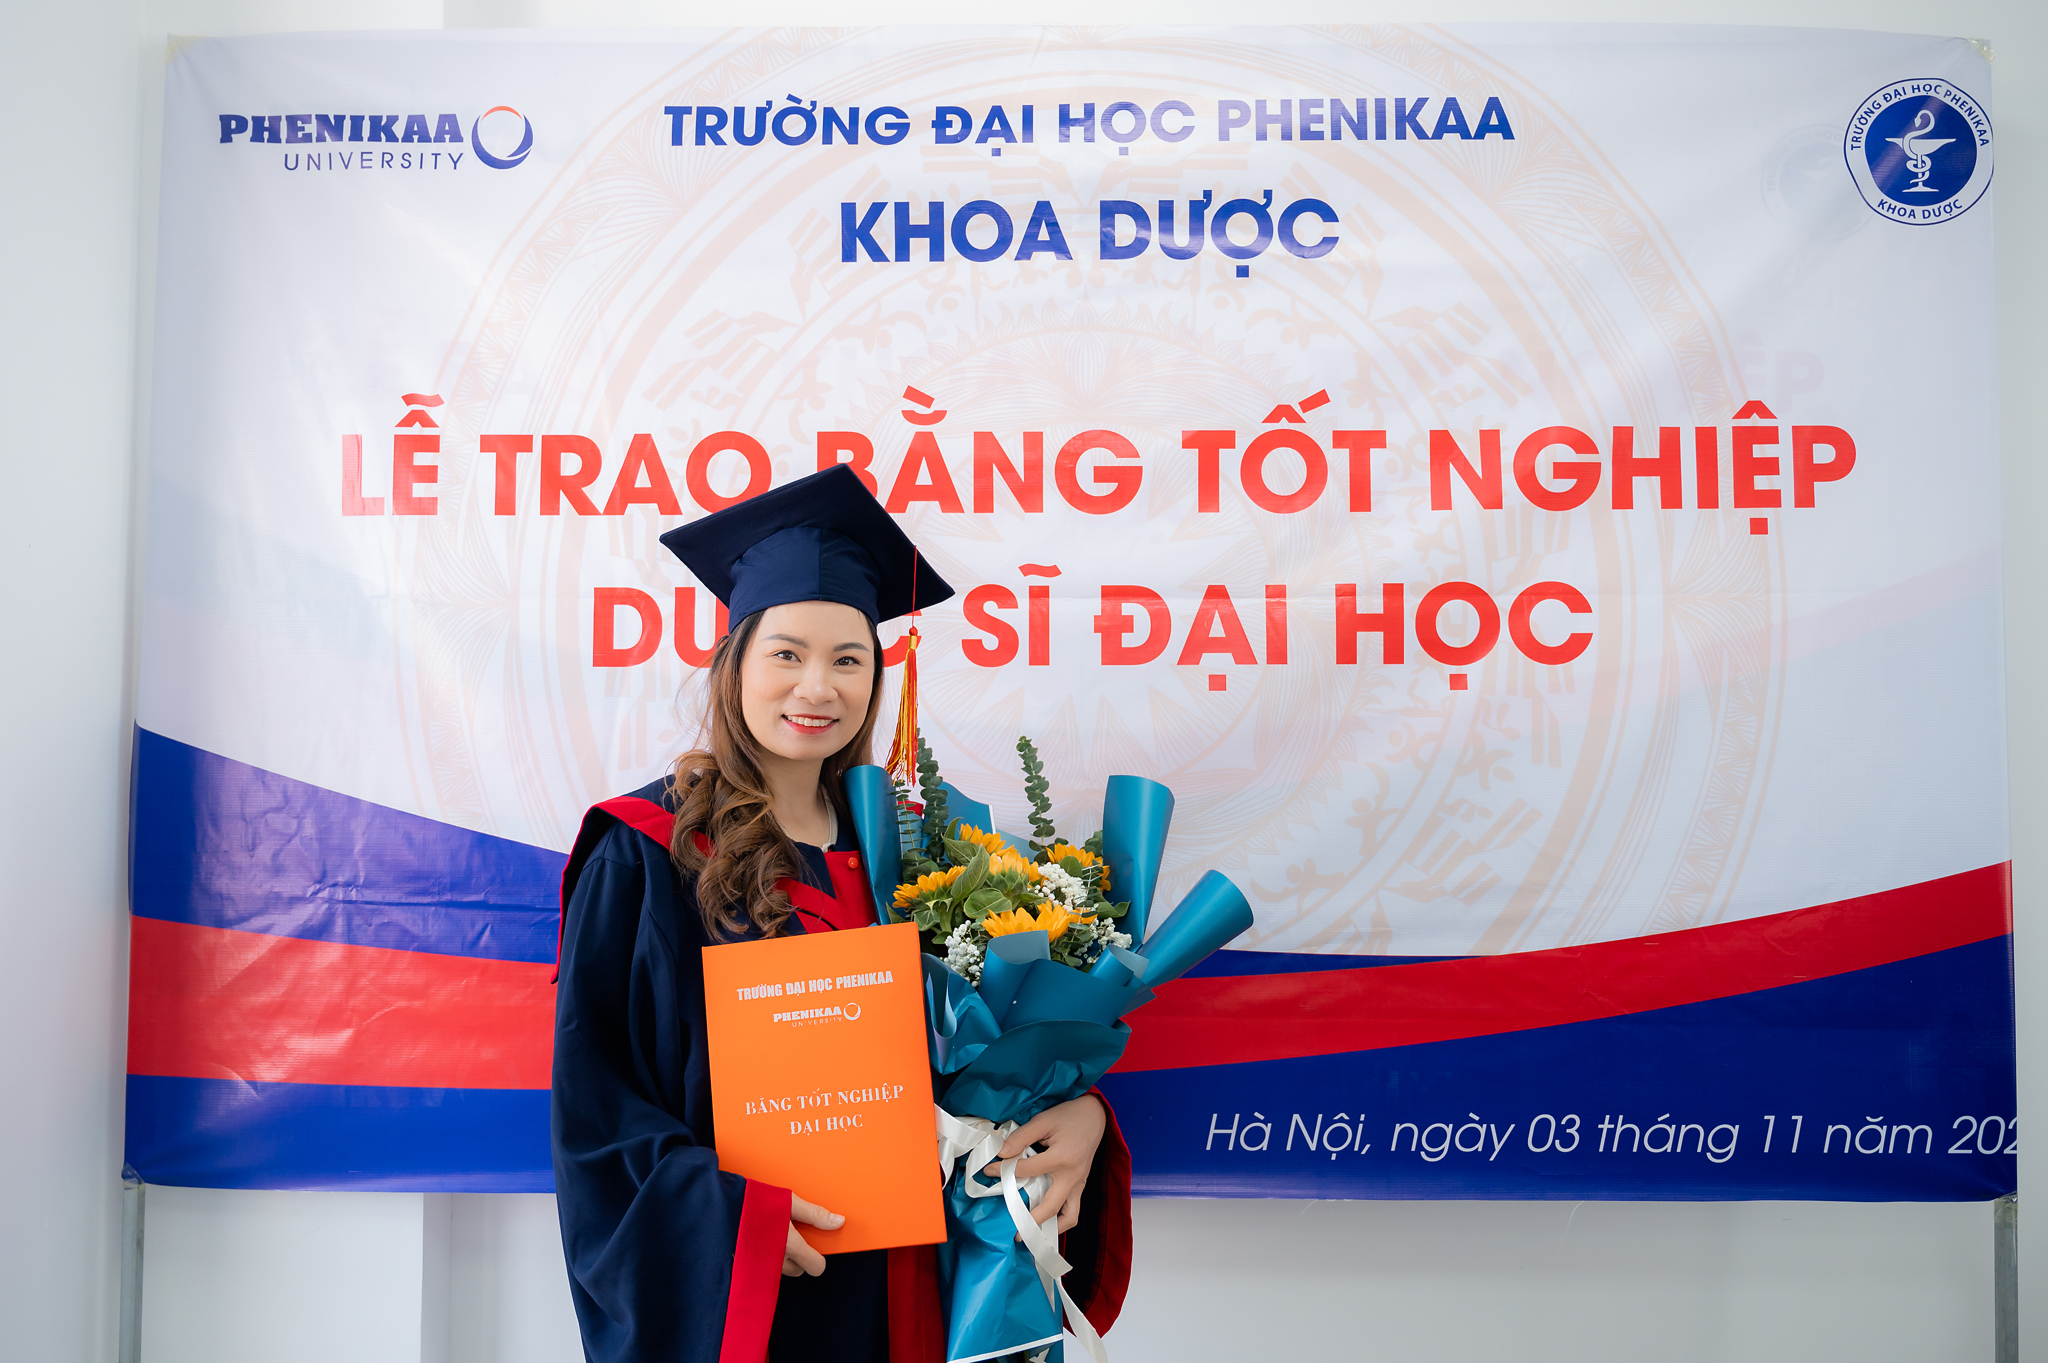 PHENIKAA
UNIVERSITY
TRƯỜNG ĐẠI HỌC PHENIKAA
KHOA DƯỢC
TRƯỜNG ĐẠI HỌC PHENIKAA
KHOA DƯỢC
LỄ TRAO BẰNG TỐT NGHIỆP
SĨ ĐẠI HỌC
TRƯỜNG ĐẠI HỌC PHENIKAA
PHENIKAA
UNIVERSITY
BẰNG TỐT NGHIỆP
ĐẠI HỌC
Hà Nội, ngày 03 tháng 11 năm